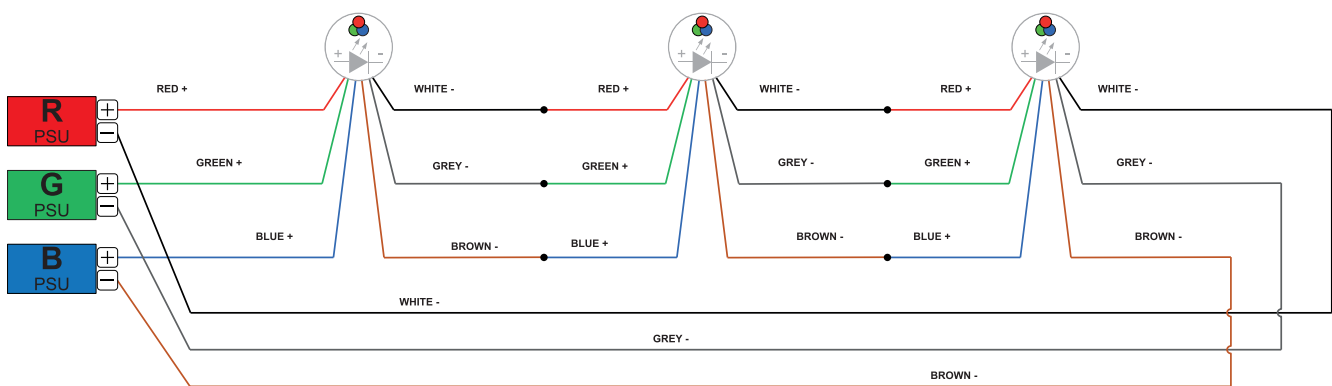 + -
+ -
+ -
RED +
WHITE -
RED +
WHITE -
RED +
WHITE -
R
PSU
+
−
GREEN +
GREY -
GREEN +
GREY -
GREEN +
GREY -
G
PSU
+
−
BLUE +
BROWN -
BLUE +
BROWN -
BLUE +
BROWN -
B
PSU
+
−
WHITE -
GREY -
BROWN -